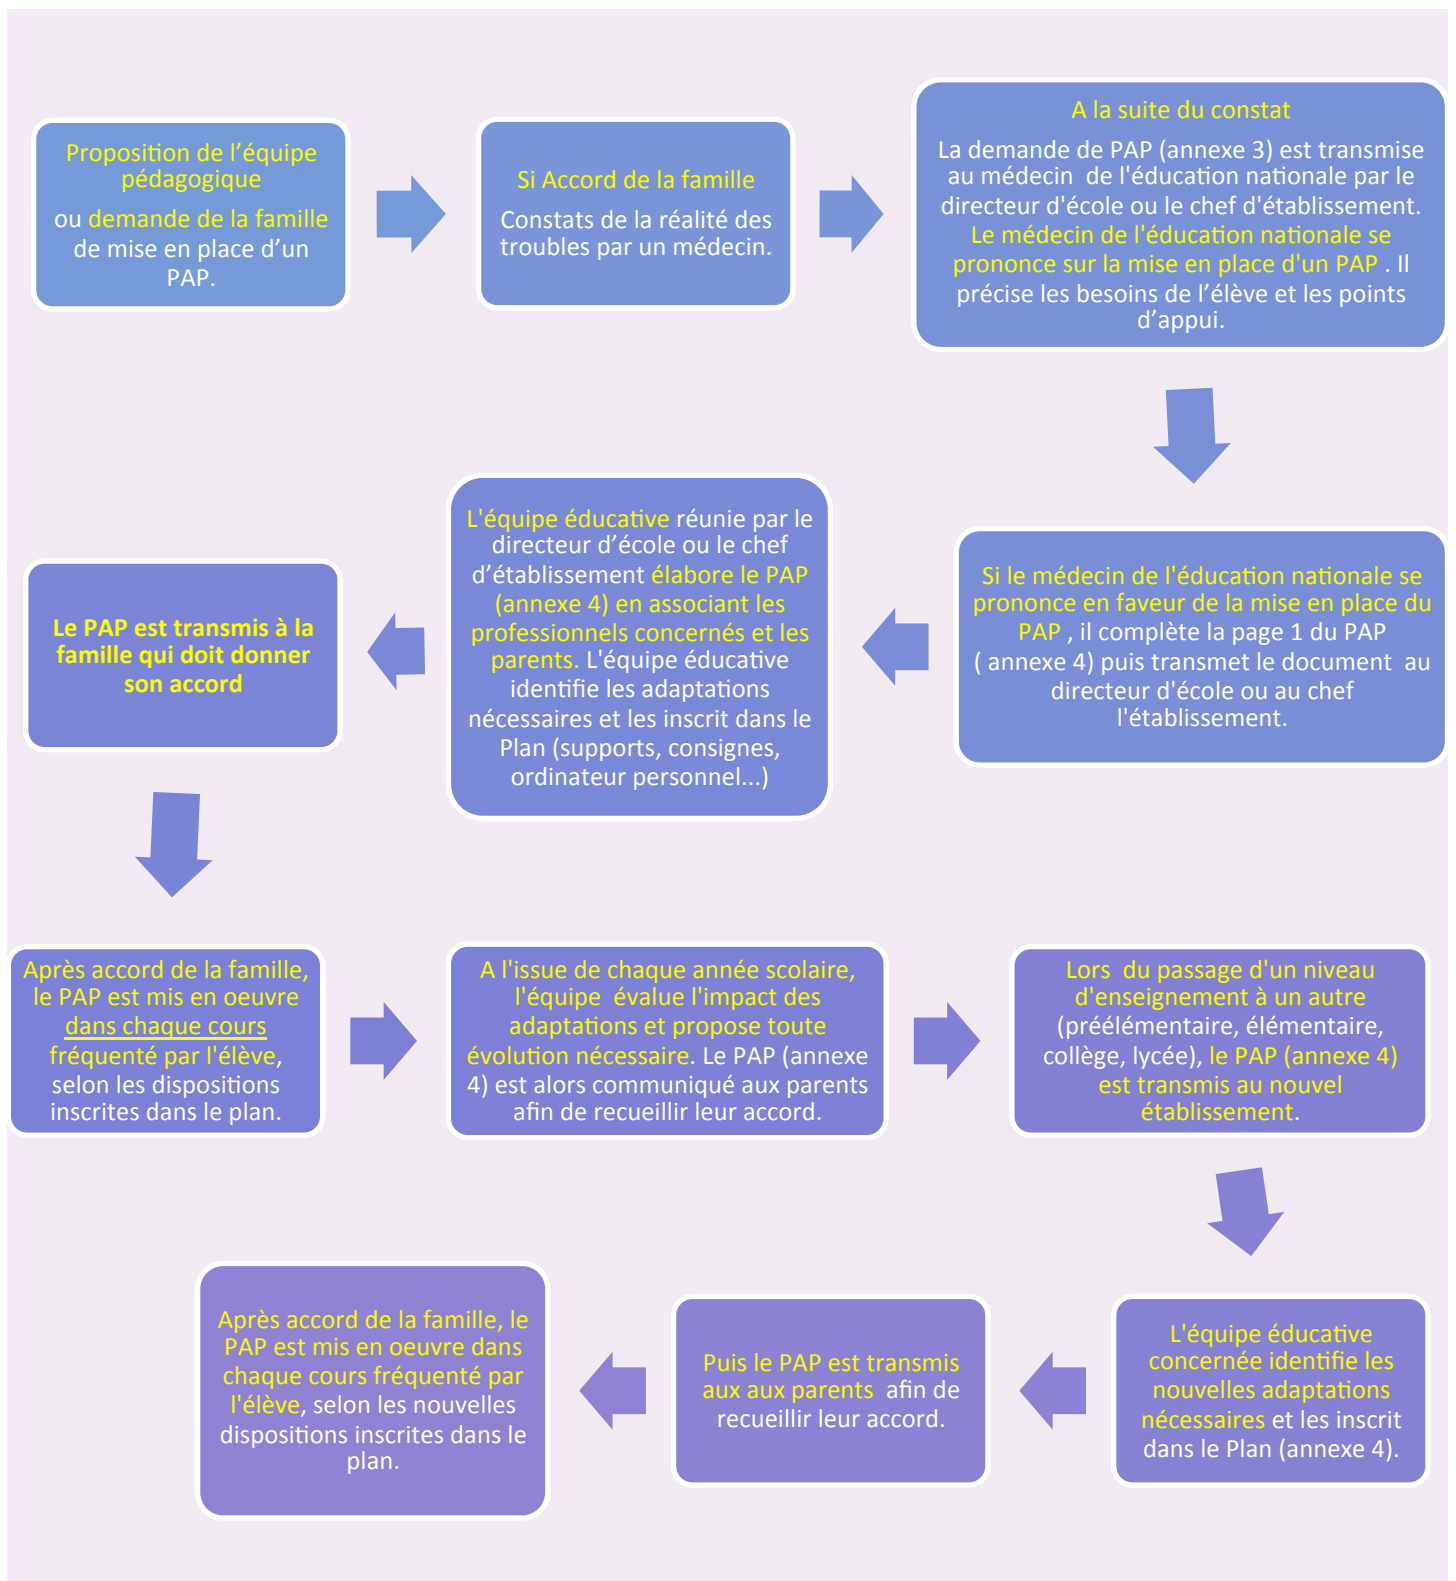 Proposition de l’équipe
pédagogique
ou demande de la famille
de mise en place d’un
PAP.
Si Accord de la famille
Constats de la réalité des
troubles par un médecin.
A la suite du constat
La demande de PAP (annexe 3) est transmise
au médecin de l'éducation nationale par le
directeur d'école ou le chef d'établissement.
Le médecin de l'éducation nationale se
prononce sur la mise en place d'un PAP . Il
précise les besoins de l’élève et les points
d’appui.
Si le médecin de l'éducation nationale se
prononce en faveur de la mise en place du
PAP , il complète la page 1 du PAP
( annexe 4) puis transmet le document au
directeur d'école ou au chef
l'établissement.
L'équipe éducative réunie par le
directeur d’école ou le chef
d’établissement élabore le PAP
(annexe 4) en associant les
professionnels concernés et les
parents. L'équipe éducative
identifie les adaptations
nécessaires et les inscrit dans le
Plan (supports, consignes,
ordinateur personnel...)
Le PAP est transmis à la
famille qui doit donner
son accord
Après accord de la famille,
le PAP est mis en oeuvre
dans chaque cours
fréquenté par l'élève,
selon les dispositions
inscrites dans le plan.
A l'issue de chaque année scolaire,
l'équipe évalue l'impact des
adaptations et propose toute
évolution nécessaire. Le PAP (annexe
4) est alors communiqué aux parents
afin de recueillir leur accord.
Lors du passage d'un niveau
d'enseignement à un autre
(préélémentaire, élémentaire,
collège, lycée), le PAP (annexe 4)
est transmis au nouvel
établissement.
L'équipe éducative
concernée identifie les
nouvelles adaptations
nécessaires et les inscrit
dans le Plan (annexe 4).
Puis le PAP est transmis
aux aux parents afin de
recueillir leur accord.
Après accord de la famille, le
PAP est mis en oeuvre dans
chaque cours fréquenté par
l'élève, selon les nouvelles
dispositions inscrites dans le
plan.